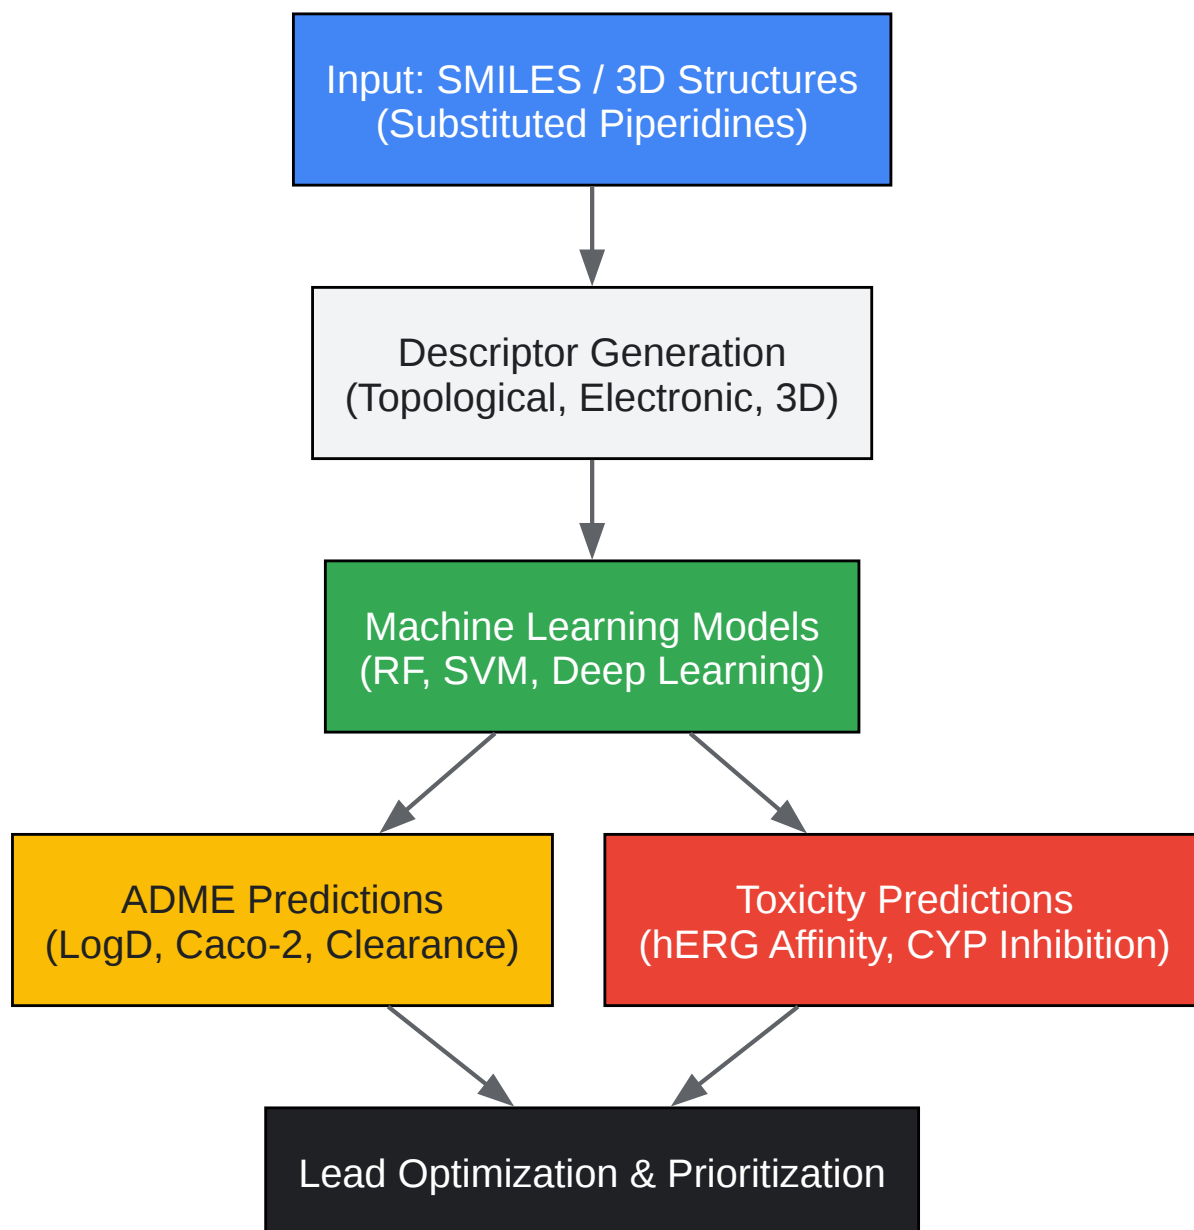 Input: SMILES / 3D Structures
(Substituted Piperidines)
Descriptor Generation
(Topological, Electronic, 3D)
Machine Learning Models
(RF, SVM, Deep Learning)
ADME Predictions
(LogD, Caco-2, Clearance)
Toxicity Predictions
(hERG Affinity, CYP Inhibition)
Lead Optimization & Prioritization